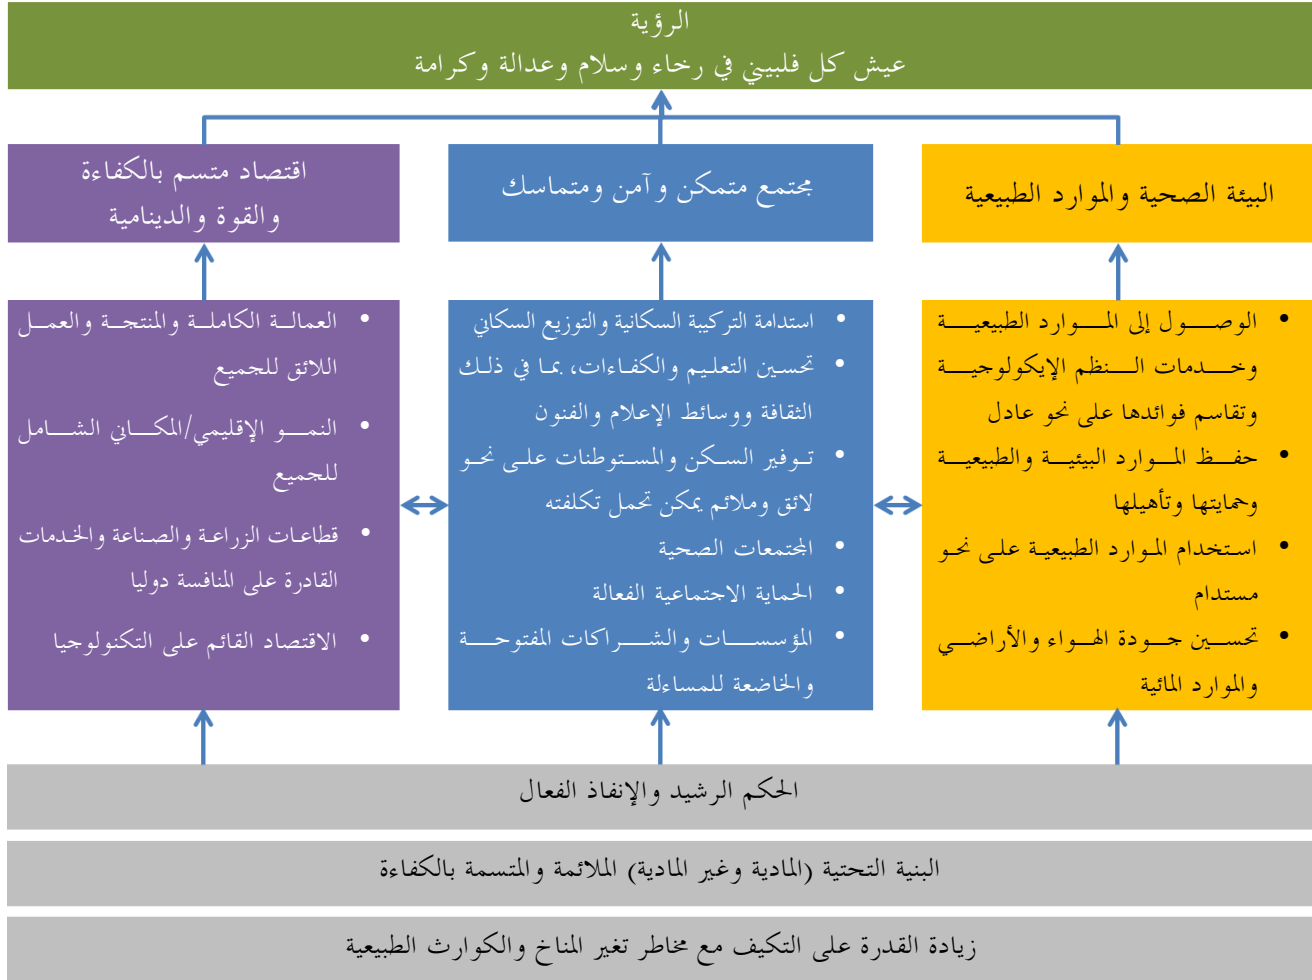 الرؤية
عيش كل فلبيني في رخاء وسلام وعدالة وكرامة
البيئة الصحية والموارد الطبيعية
مجتمع متمكن وآمن ومتماسك
اقتصاد متسم بالكفاءة
والقوة والدينامية
• الوصول إلى الموارد الطبيعية
وخدمات النظم الإيكولوجية
وتقاسم فوائدها على نحو عادل
• حفظ الموارد البيئية والطبيعية
وحمايتها وتأهيلها
• استخدام الموارد الطبيعية على نحو
مستدام
• تحسين جودة الهواء والأراضي
والموارد المائية
• استدامة التركيبة السكانية والتوزيع السكاني
• تحسين التعليم والكفاءات، بما في ذلك
الثقافة ووسائط الإعلام والفنون
• توفير السكن والمستوطنات على نحو
لائق وملائم يمكن تحمل تكلفته
• المجتمعات الصحية
• الحماية الاجتماعية الفعالة
• المؤسسات والشراكات المفتوحة
والخاضعة للمساءلة
• العمالة الكاملة والمنتجة والعمل
اللائق للجميع
• النمو الإقليمي/المكاني الشامل
للجميع
• قطاعات الزراعة والصناعة والخدمات
القادرة على المنافسة دوليا
• الاقتصاد القائم على التكنولوجيا
الحكم الرشيد والإنفاذ الفعال
البنية التحتية (المادية وغير المادية) الملائمة والمتسمة بالكفاءة
زيادة القدرة على التكيف مع مخاطر تغير المناخ والكوارث الطبيعية